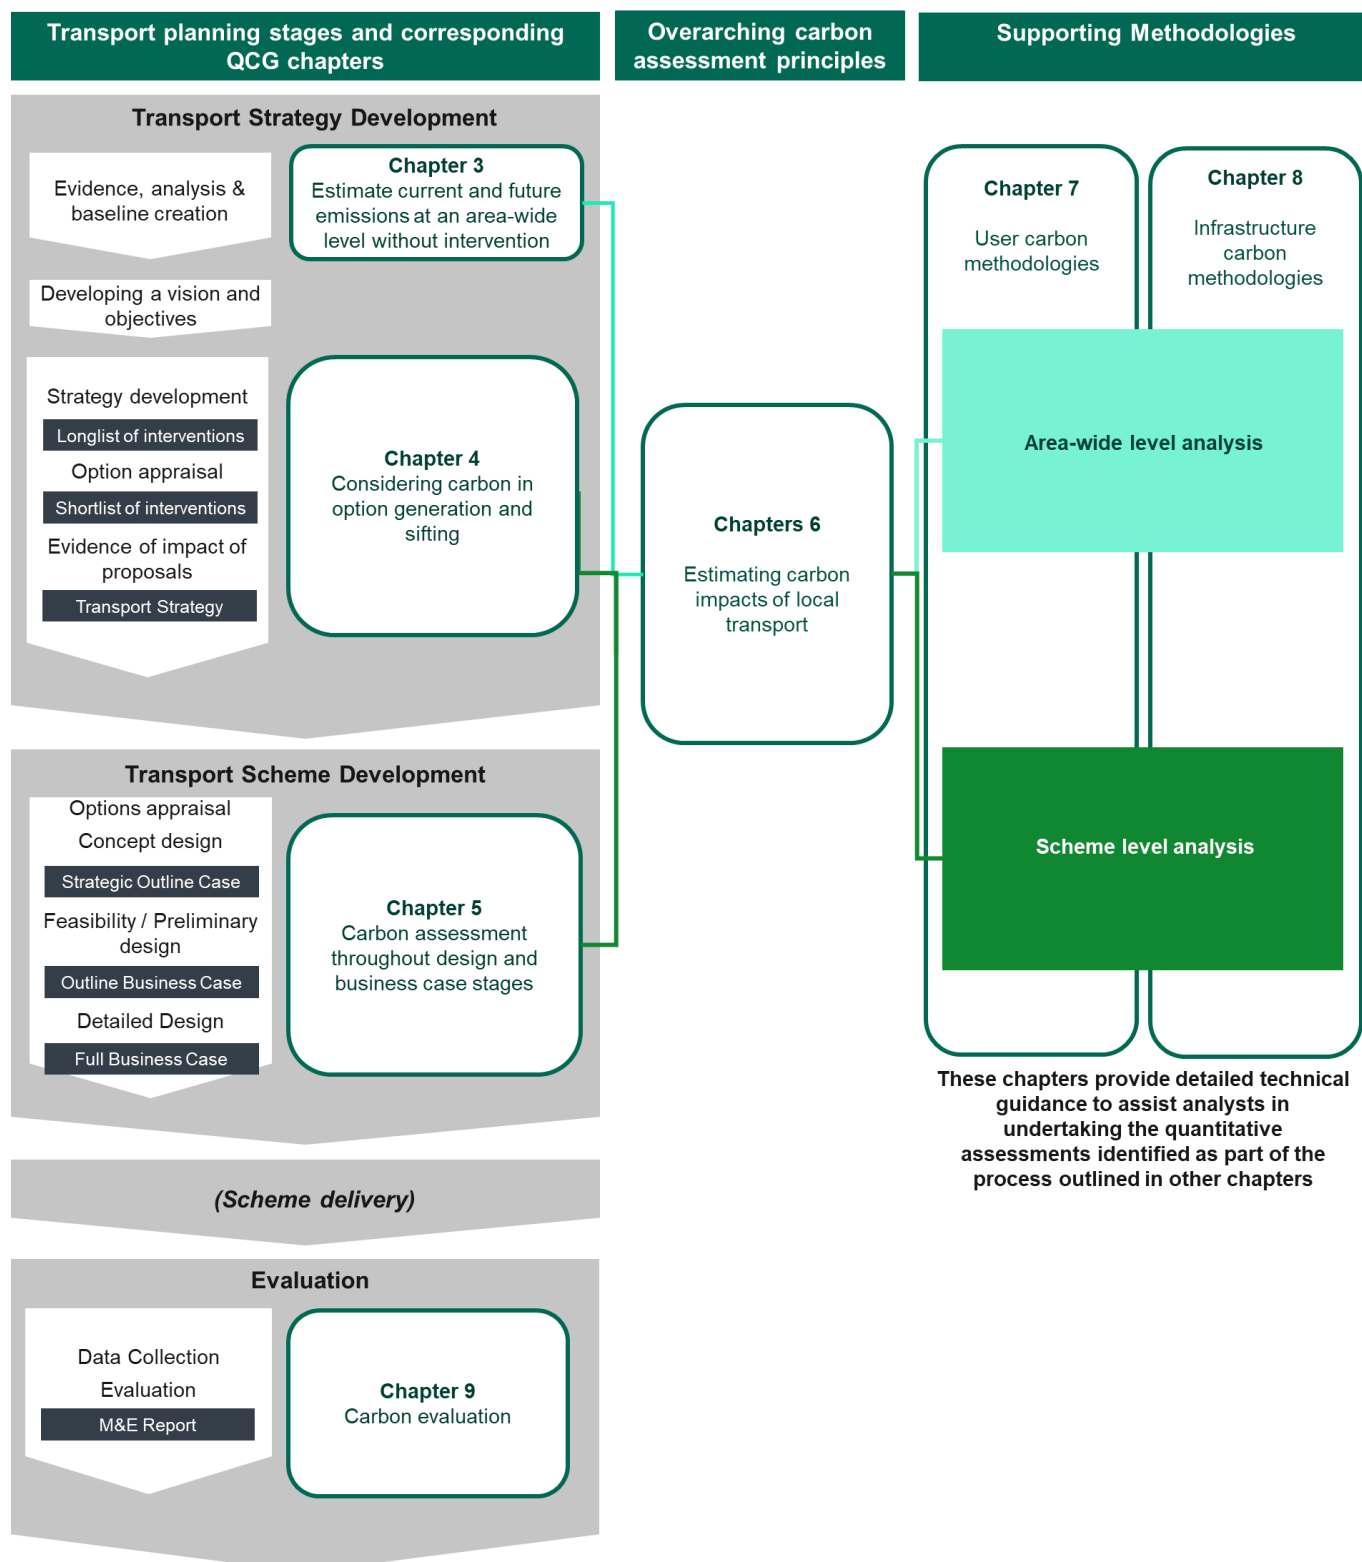 Transport planning stages and corresponding
QCG chapters
Overarching carbon
assessment principles
Supporting Methodologies
Transport Strategy Development
Evidence, analysis &
baseline creation
Chapter 3
Estimate current and future
emissions at an area-wide
level without intervention
Developing a vision and
objectives
Strategy development
Longlist of interventions
Option appraisal
Shortlist of interventions
Evidence of impact of
proposals
Transport Strategy
Chapter 4
Considering carbon in
option generation and
sifting
Transport Scheme Development
Options appraisal
Concept design
Strategic Outline Case
Feasibility / Preliminary
design
Outline Business Case
Detailed Design
Full Business Case
Chapter 5
Carbon assessment
throughout design and
business case stages
(Scheme delivery)
Evaluation
Data Collection
Evaluation
M&E Report
Chapter 9
Carbon evaluation
Chapters 6
Estimating carbon
impacts of local
transport
Chapter 7
User carbon
methodologies
Chapter 8
Infrastructure
carbon
methodologies
Area-wide level analysis
Scheme level analysis
These chapters provide detailed technical
guidance to assist analysts in
undertaking the quantitative
assessments identified as part of the
process outlined in other chapters